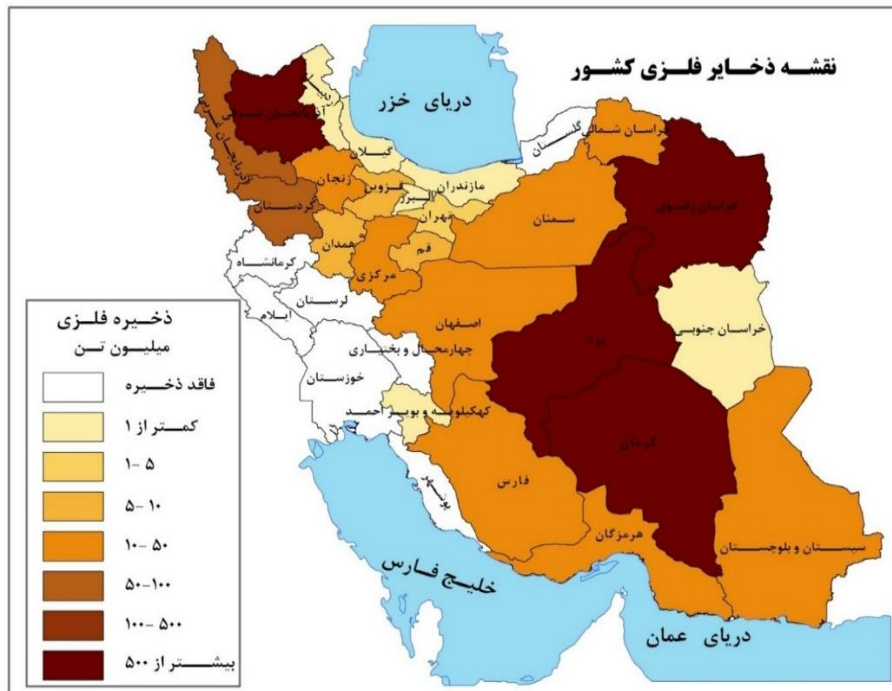 نقشه ذخایر فلزی کشور
دریای خزر
آذربایجان شرقی
آذربایجان غربی
گیلان
گلستان
خراسان شمالی
خراسان رضوی
زنجان
قزوین
البرز
مازندران
تهران
سمنان
کردستان
همدان
قم
مرکزی
کرمانشاه
لرستان
ایلام
اصفهان
یزد
خراسان جنوبی
چهارمحال و بختیاری
خوزستان
کهکیلویه و بویر احمد
کرمان
فارس
بوشهر
هرمزگان
سیستان و بلوچستان
خلیج فارس
دریای عمان
ذخیره فلزی
میلیون تن
فاقد ذخیره
کمتر از ۱
۱-۵
۵-۱۰
۱۰-۵۰
۵۰-۱۰۰
۱۰۰-۵۰۰
بیشتر از ۵۰۰